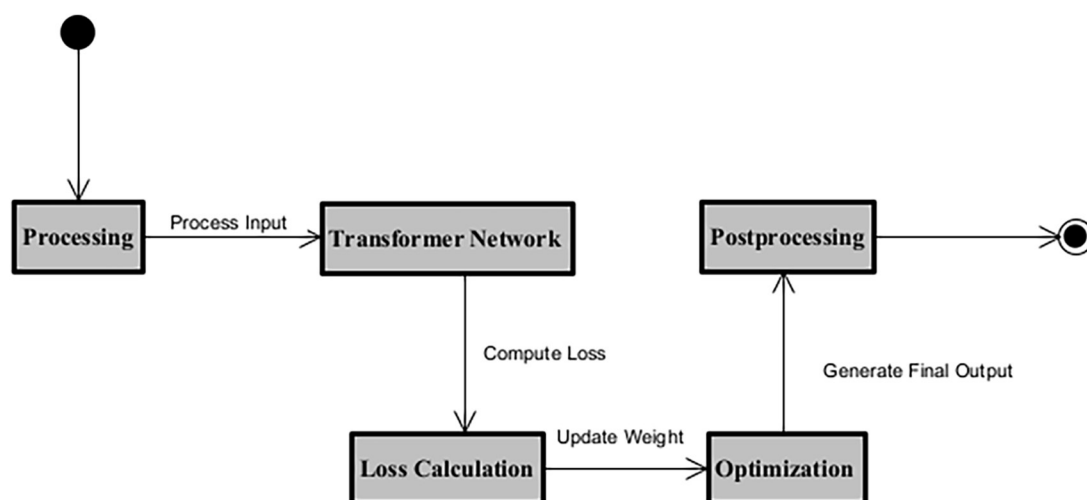 Processing
Process Input
Transformer Network
Postprocessing
Compute Loss
Generate Final Output
Loss Calculation
Update Weight
Optimization